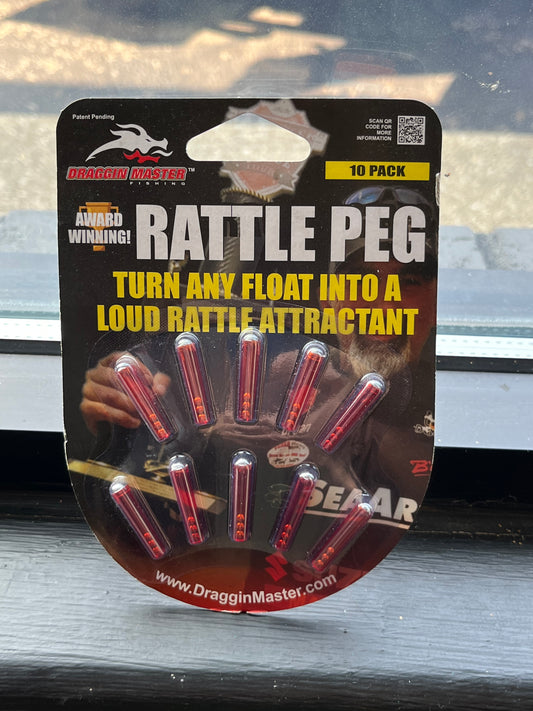 Patent Pending
SCAN QR
CODE FOR
MORE
INFORMATION
DRAGGIN MASTER™
FISHING
10 PACK
AWARD
WINNING!
RATTLE PEG
TURN ANY FLOAT INTO A
LOUD RATTLE ATTRACTANT
SEAAR
www.DragginMaster.com